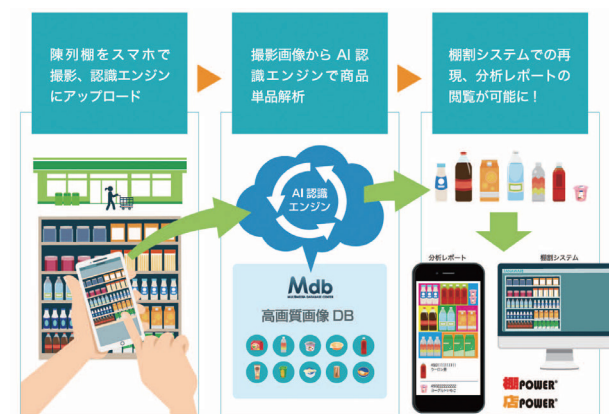 陳列棚をスマホで
撮影、認識エンジン
にアップロード
撮影画像から AI 認
識エンジンで商品
単品解析
棚割システムでの再
現、分析レポートの
閲覧が可能に！
AI 認識
エンジン
Mdb
高画質画像 DB
分析レポート
棚割システム
棚POWER
店POWER